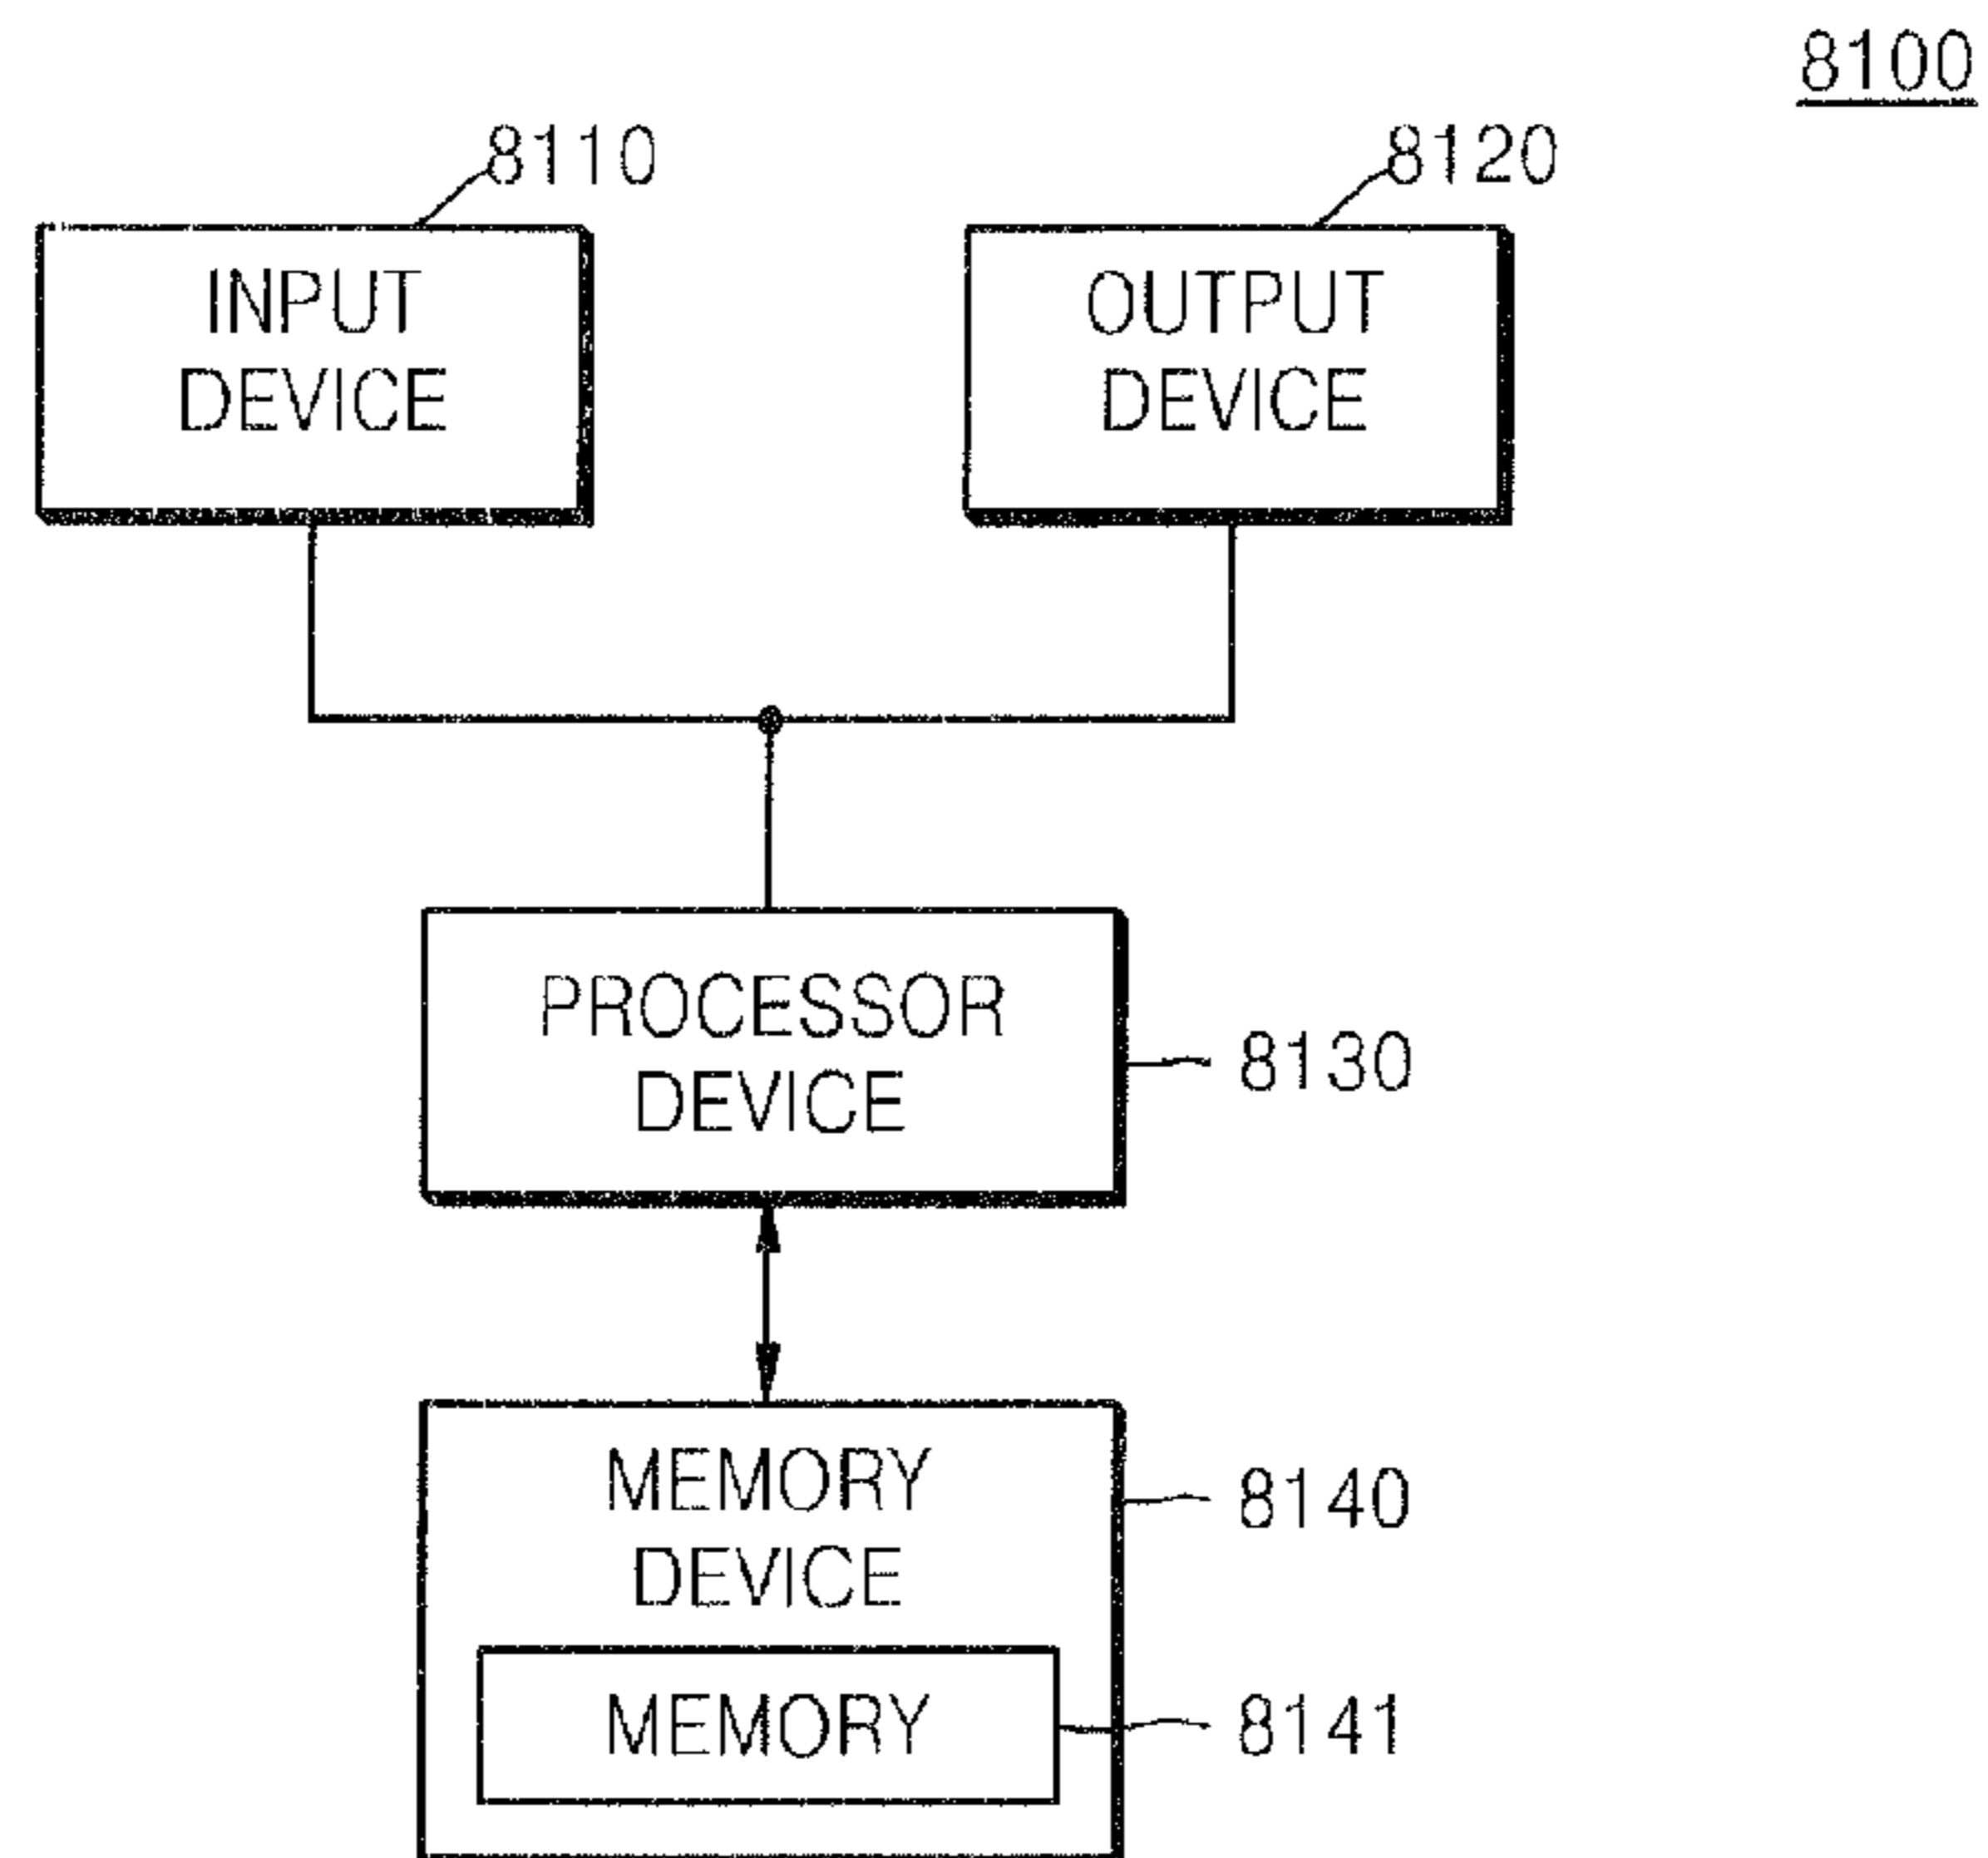 8100
8110
8120
INPUT
DEVICE
OUTPUT
DEVICE
PROCESSOR
DEVICE
8130
MEMORY
DEVICE
8140
MEMORY
8141